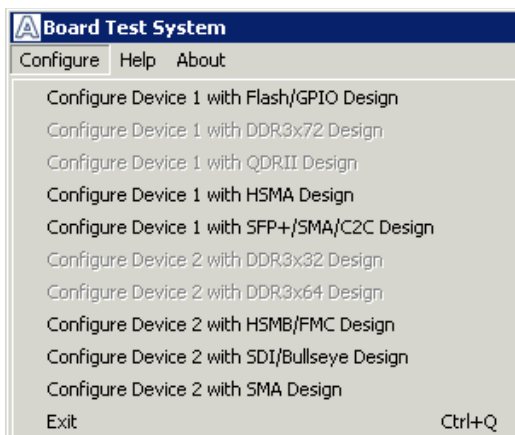 Board Test System
Configure Help About
Configure Device 1 with Flash/GPIO Design
Configure Device 1 with DDR3x72 Design
Configure Device 1 with QDRII Design
Configure Device 1 with HSMA Design
Configure Device 1 with SFP+/SMA/C2C Design
Configure Device 2 with DDR3x32 Design
Configure Device 2 with DDR3x64 Design
Configure Device 2 with HSMB/FMC Design
Configure Device 2 with SDI/Bullseye Design
Configure Device 2 with SMA Design
Exit Ctrl+Q